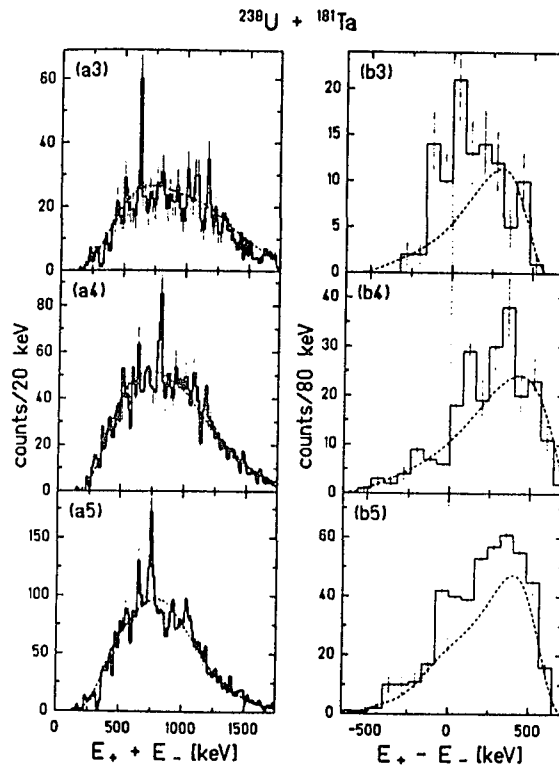 ²³⁸U + ¹⁸¹Ta
(a3)
60
40
20
0
(b3)
20
15
10
5
0
(a4)
80
60
40
20
0
counts/20 keV
(b4)
40
30
20
10
0
counts/80 keV
(a5)
150
100
50
0
0 500 1000 1500
E₊ + E₋ [keV]
(b5)
60
40
20
0
-500 0 500
E₊ - E₋ [keV]